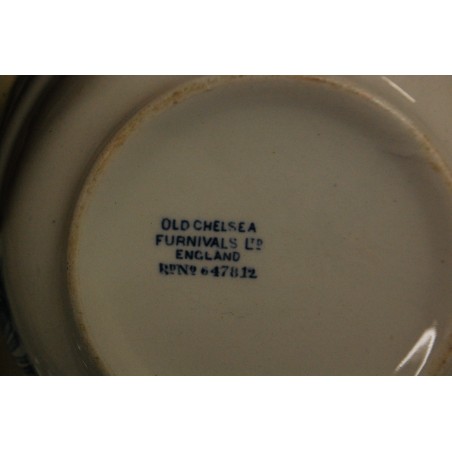 OLD CHELSEA
FURNIVALS LTD
ENGLAND
RDNO 647812